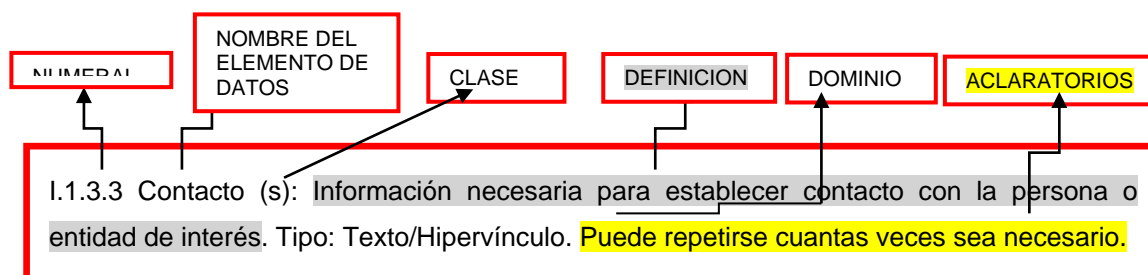 NOMBRE DEL
ELEMENTO DE
DATOS
NUMERAL
CLASE
DEFINICION
DOMINIO
ACLARATORIOS
I.1.3.3 Contacto (s): Información necesaria para establecer contacto con la persona o
entidad de interés. Tipo: Texto/Hipervínculo. Puede repetirse cuantas veces sea necesario.